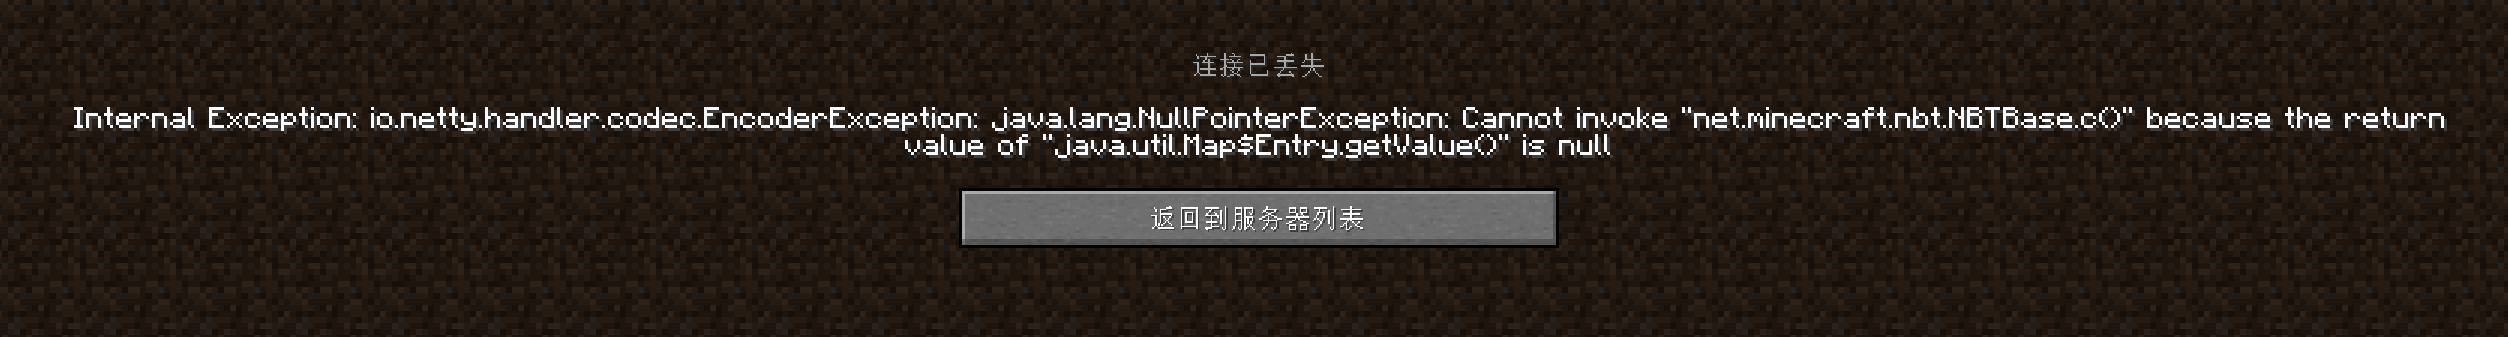 连接已丢失
Internal Exception: io.netty.handler.codec.EncoderException: java.lang.NullPointerException: Cannot invoke "net.minecraft.nbt.NBTBase.c()" because the return
value of "java.util.Map$Entry.getValue()" is null
返回到服务器列表